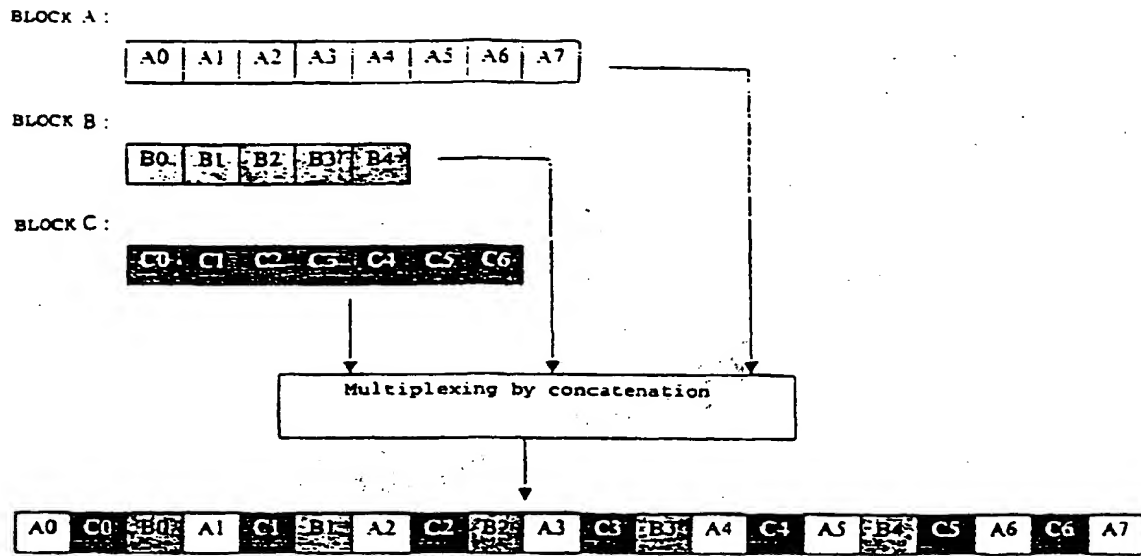 BLOCK A :
A0 A1 A2 A3 A4 A5 A6 A7
BLOCK B :
B0 B1 B2 B3 B4
BLOCK C :
C0 C1 C2 C3 C4 C5 C6
Multiplexing by concatenation
A0 C0 B0 A1 C1 B1 A2 C2 B2 A3 C3 B3 A4 C4 A5 B4 C5 A6 C6 A7